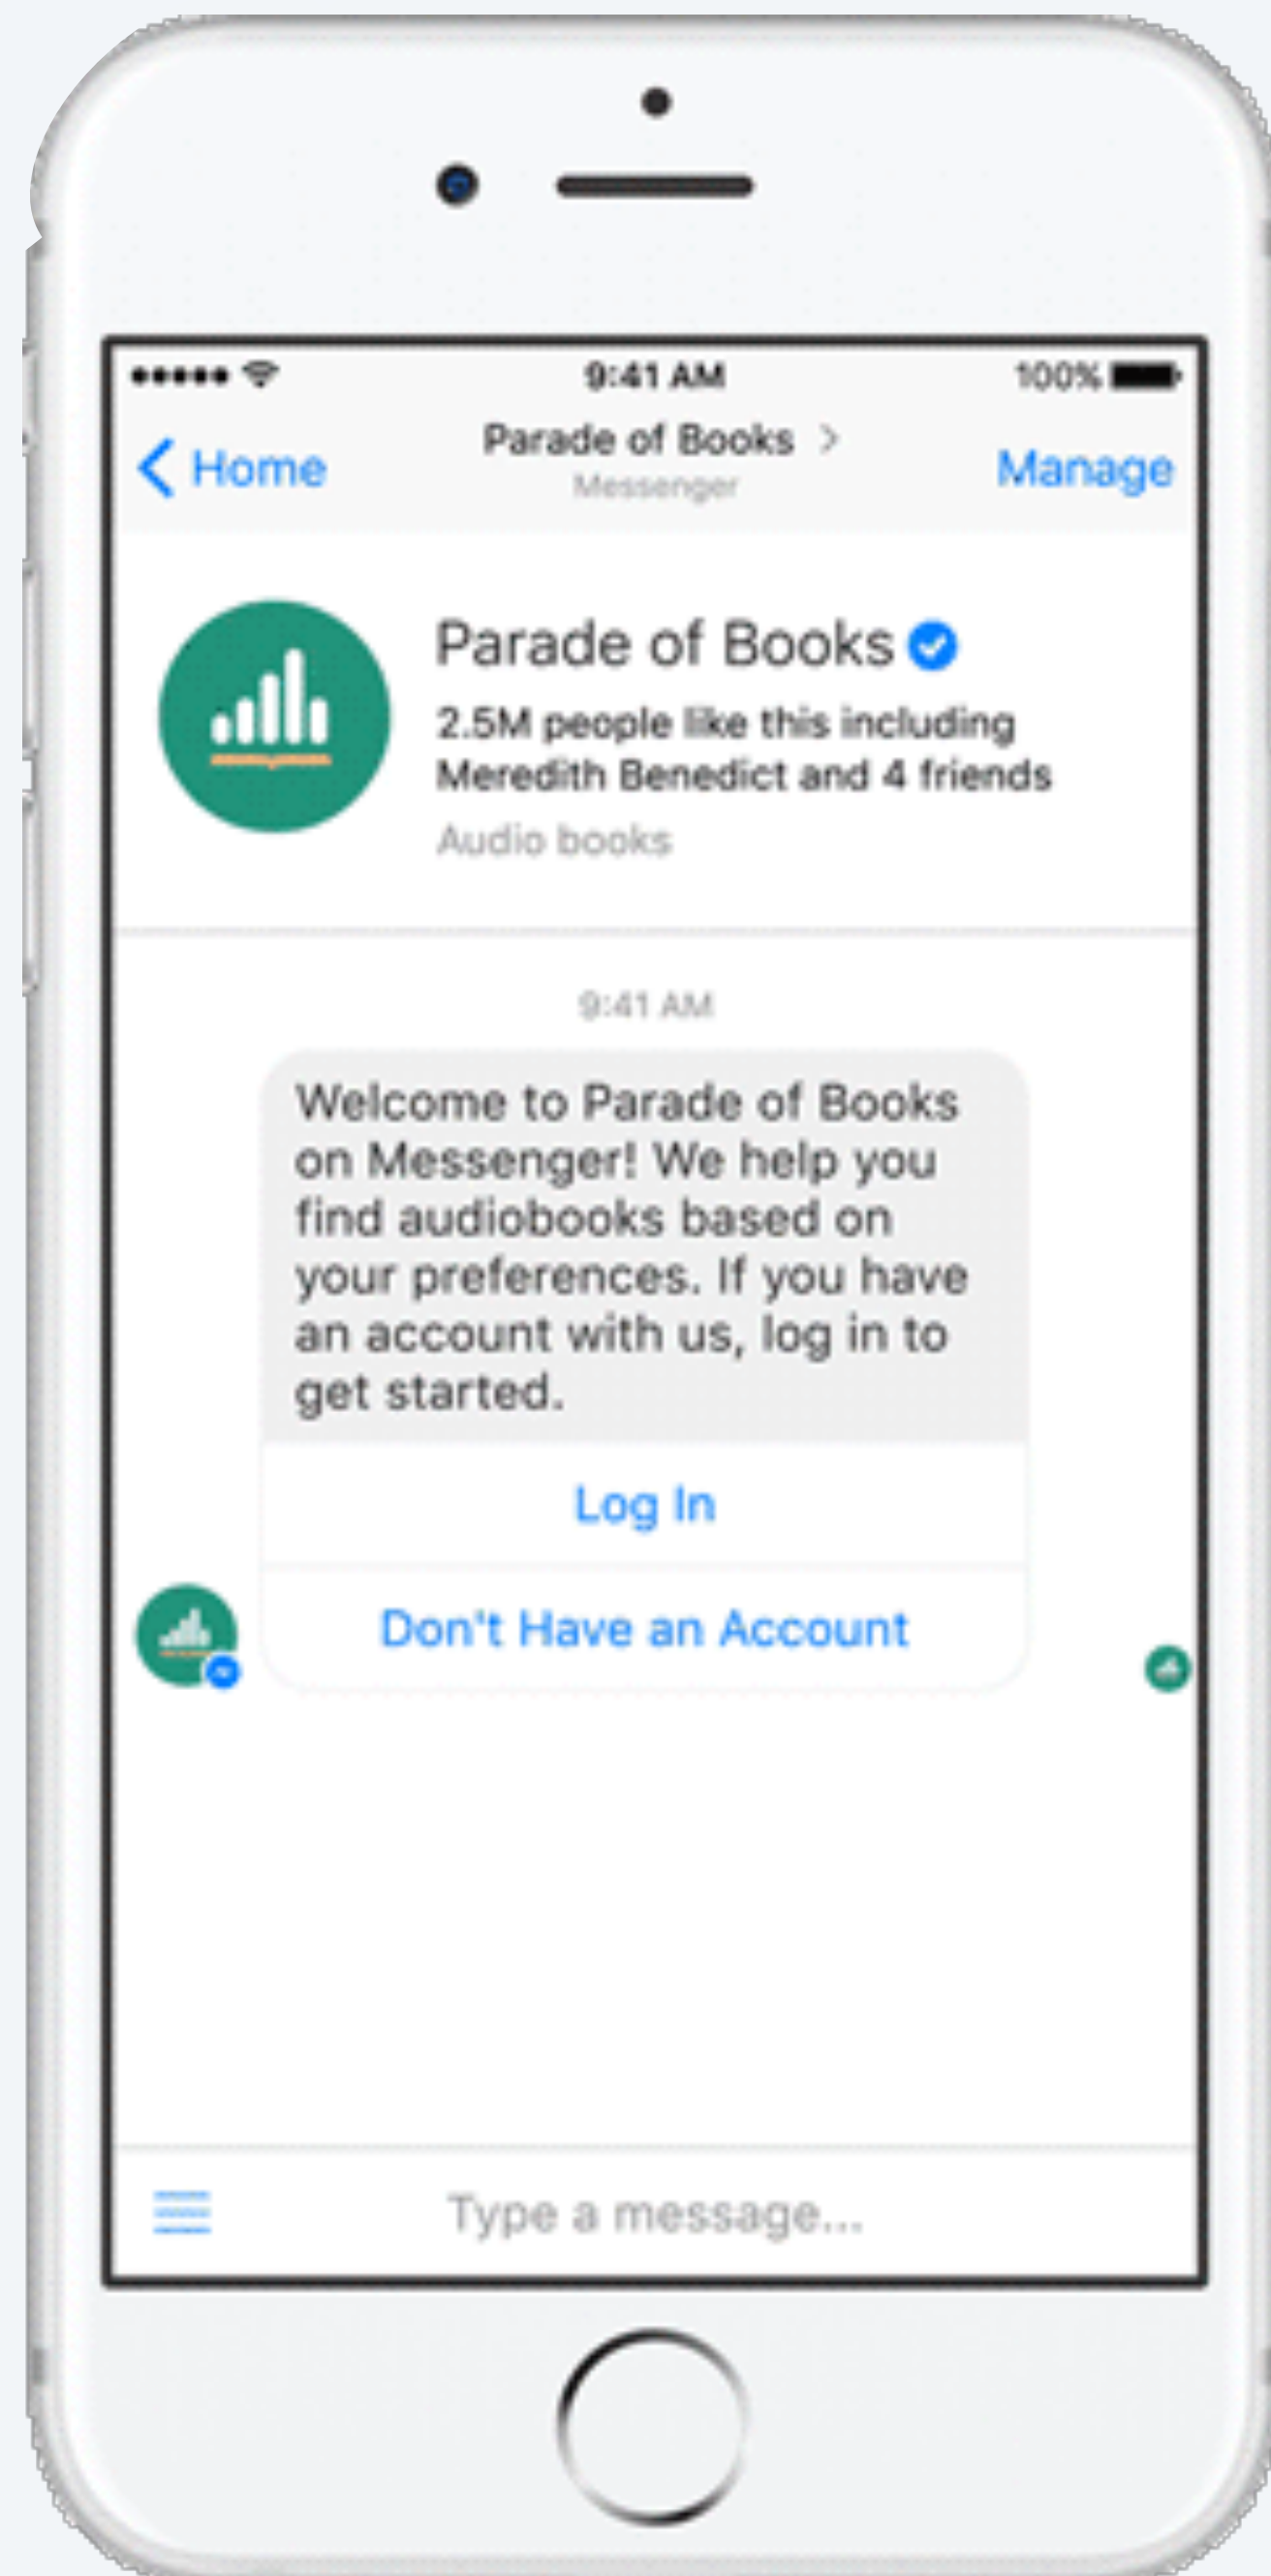 9:41 AM
100%
Home
Parade of Books
Messenger
Manage
Parade of Books
2.5M people like this including
Meredith Benedict and 4 friends
Audio books
9:41 AM
Welcome to Parade of Books
on Messenger! We help you
find audiobooks based on
your preferences. If you have
an account with us, log in to
get started.
Log In
Don't Have an Account
Type a message...